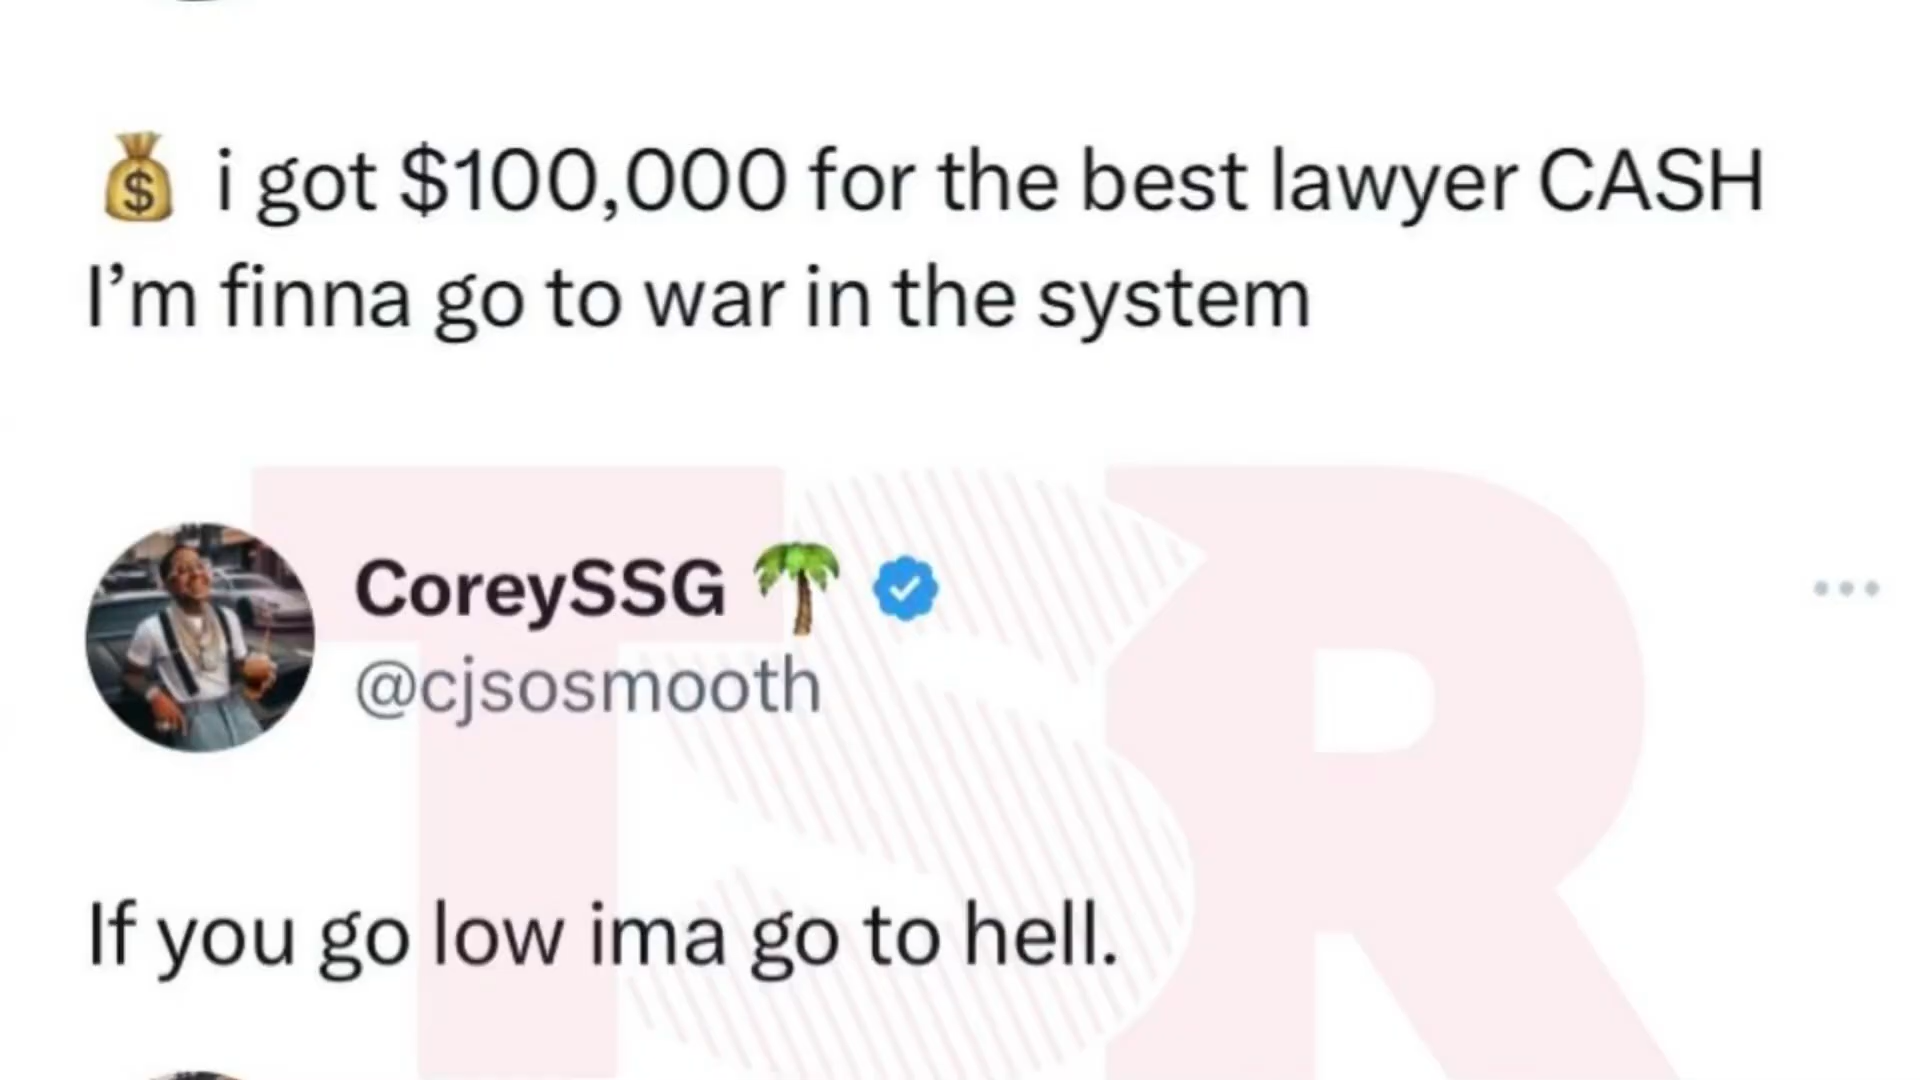 💰 i got $100,000 for the best lawyer CASH
I’m finna go to war in the system
CoreySSG 🌴
@cjsosmooth
If you go low ima go to hell.
TSR